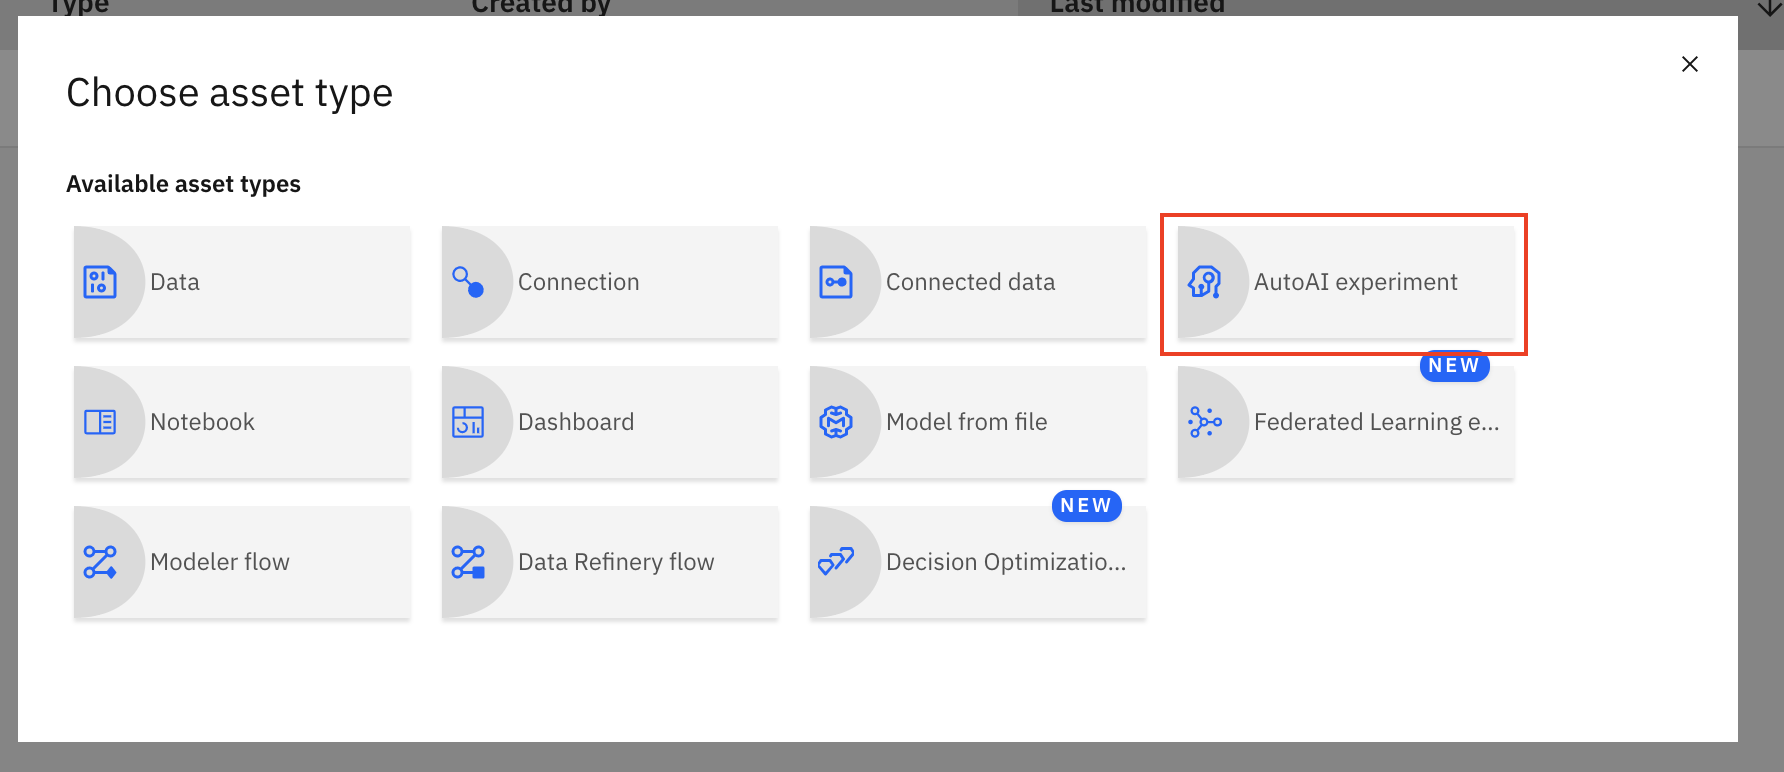 Type Created by Last modified
Choose asset type
Available asset types
Data Connection Connected data AutoAI experiment
NEW
Notebook Dashboard Model from file Federated Learning e...
NEW
Modeler flow Data Refinery flow Decision Optimizatio...